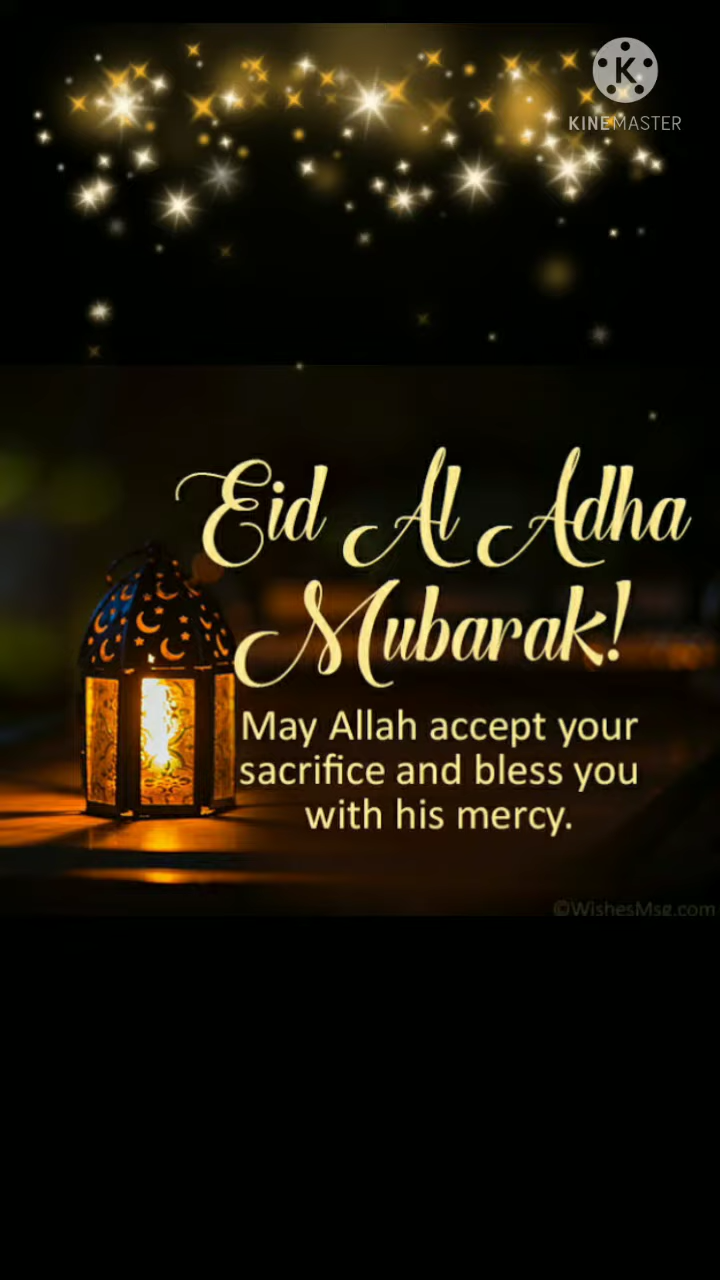 K
KINEMASTER
Eid Al Adha
Mubarak!
May Allah accept your
sacrifice and bless you
with his mercy.
©WishesMsg.com